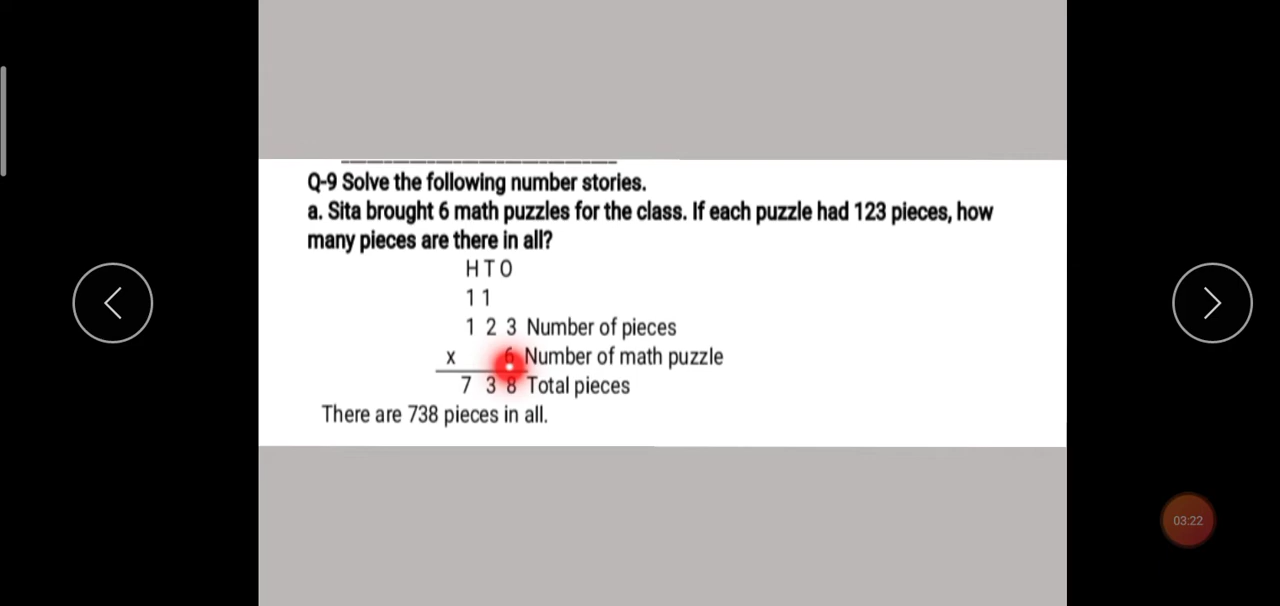 Q-9 Solve the following number stories.
a. Sita brought 6 math puzzles for the class. If each puzzle had 123 pieces, how
many pieces are there in all?
H T O
1 1
1 2 3 Number of pieces
x 6 Number of math puzzle
7 3 8 Total pieces
There are 738 pieces in all.
03:22